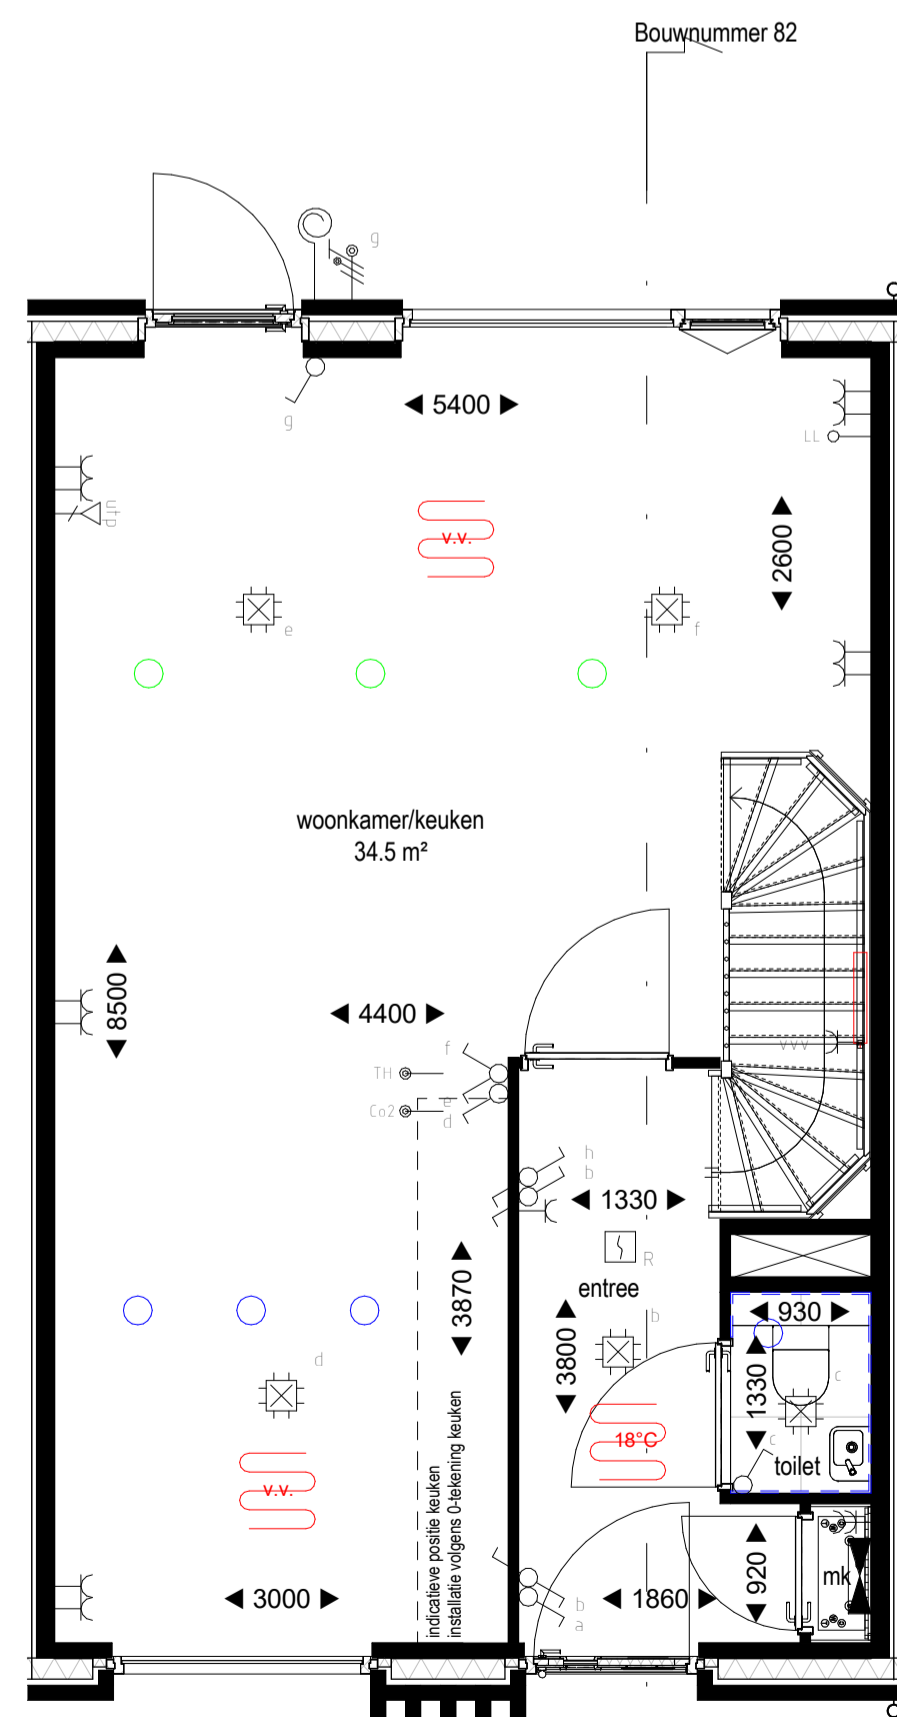 Bouwnummer 82
g
g
5400
LL
utp
v.v.
2600
e
f
woonkamer/keuken
34.5 m²
8500
4400
vvv
f
TH
e
Co2
d
h
b
1330
R
entree
3870
930
b
3800
1330
d
c
indicatieve positie keuken
installatie volgens 0-tekening keuken
18°C
c
toilet
v.v.
920
mk
3000
1860
b
a